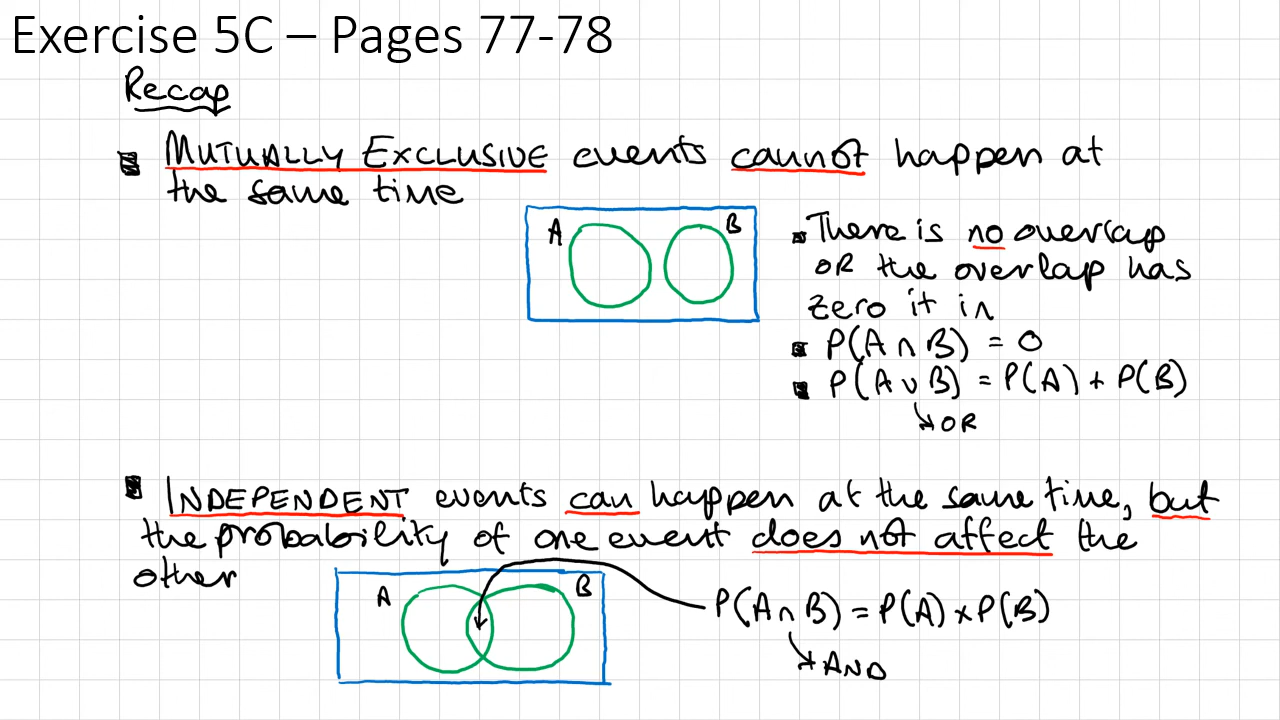 Exercise 5C – Pages 77-78
Recap
MUTUALLY EXCLUSIVE events cannot happen at
the same time
A
B
There is no overlap
OR the overlap has
zero it in
P(A ∩ B) = 0
P(A ∪ B) = P(A) + P(B)
OR
INDEPENDENT events can happen at the same time, but
the probability of one event does not affect the
other
A
B
P(A ∩ B) = P(A) × P(B)
AND